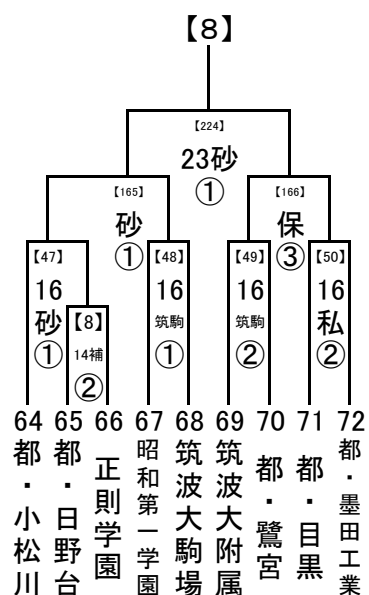 【8】
【224】
23砂
①
【165】
砂
①
【166】
保
③
【47】
16
砂
①
【48】
16
筑駒
①
【49】
16
筑駒
②
【50】
16
私
②
【8】
14補
②
64 65 66 67 68 69 70 71 72
都・小松川
都・日野台
正則学園
昭和第一学園
筑波大駒場
筑波大附属
都・鷺宮
都・目黒
都・墨田工業